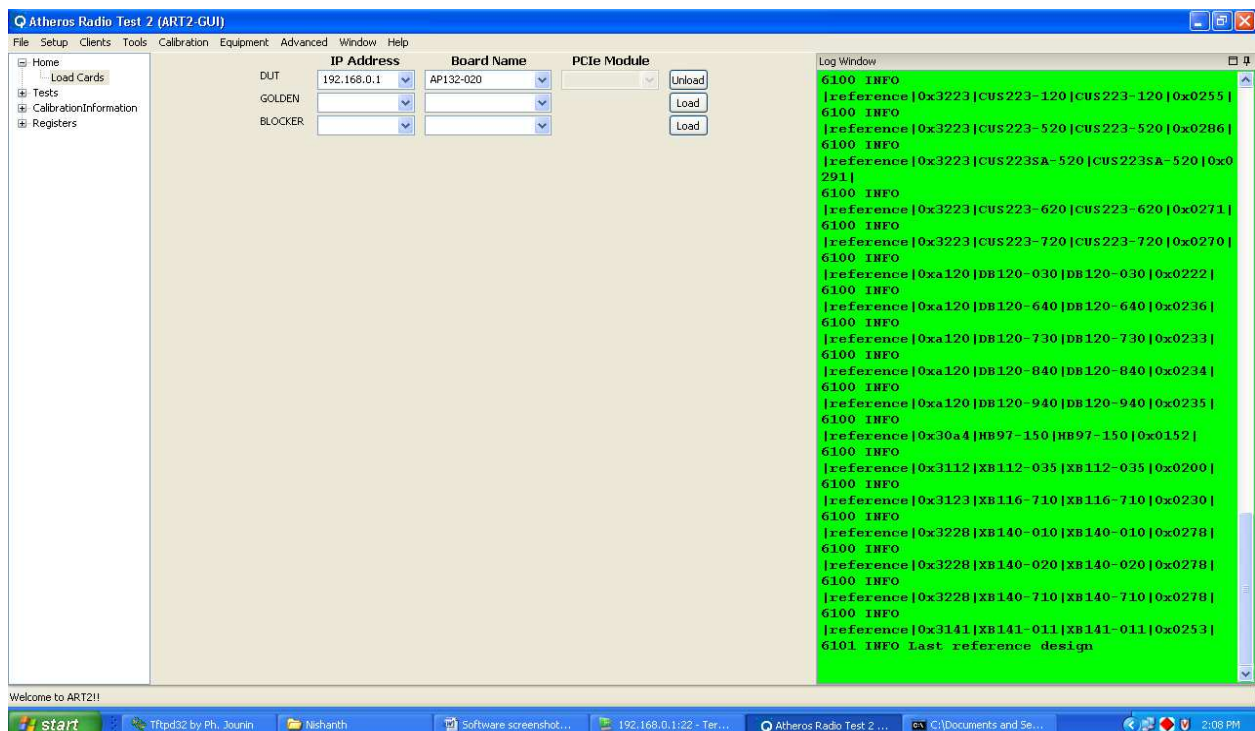 Atheros Radio Test 2 (ART2-GUI)
File Setup Clients Tools Calibration Equipment Advanced Window Help
Home
Load Cards
Tests
CalibrationInformation
Registers
IP Address Board Name PCIe Module
DUT 192.168.0.1 AP132-020 Unload
GOLDEN Load
BLOCKER Load
Log Window
6100 INFO
|reference|0x3223|CUS223-120|CUS223-120|0x0255|
6100 INFO
|reference|0x3223|CUS223-520|CUS223-520|0x0286|
6100 INFO
|reference|0x3223|CUS223SA-520|CUS223SA-520|0x0
291|
6100 INFO
|reference|0x3223|CUS223-620|CUS223-620|0x0271|
6100 INFO
|reference|0x3223|CUS223-720|CUS223-720|0x0270|
6100 INFO
|reference|0xa120|DB120-030|DB120-030|0x0222|
6100 INFO
|reference|0xa120|DB120-640|DB120-640|0x0236|
6100 INFO
|reference|0xa120|DB120-730|DB120-730|0x0233|
6100 INFO
|reference|0xa120|DB120-840|DB120-840|0x0234|
6100 INFO
|reference|0xa120|DB120-940|DB120-940|0x0235|
6100 INFO
|reference|0x30a4|HB97-150|HB97-150|0x0152|
6100 INFO
|reference|0x3112|XB112-035|XB112-035|0x0200|
6100 INFO
|reference|0x3123|XB116-710|XB116-710|0x0230|
6100 INFO
|reference|0x3228|XB140-010|XB140-010|0x0278|
6100 INFO
|reference|0x3228|XB140-020|XB140-020|0x0278|
6100 INFO
|reference|0x3228|XB140-710|XB140-710|0x0278|
6100 INFO
|reference|0x3141|XB141-011|XB141-011|0x0253|
6101 INFO Last reference design
Welcome to ART2!!
start Tftpd32 by Ph. Jounin Nishanth Software screenshot... 192.168.0.1:22 - Ter... Atheros Radio Test 2 ... C:\Documents and Se... 2:08 PM